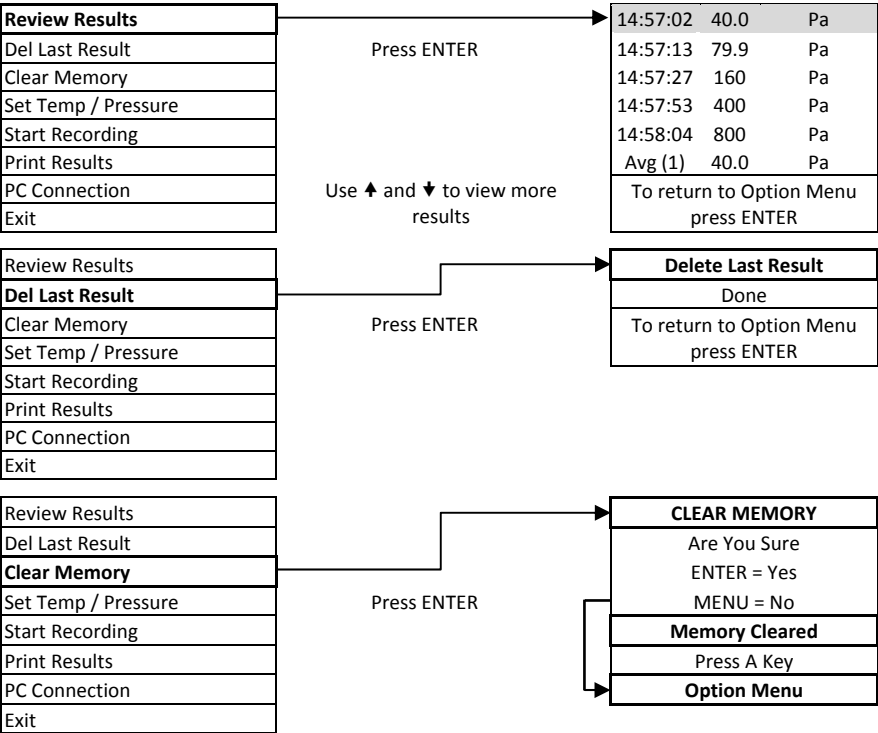 Review Results
Del Last Result
Clear Memory
Set Temp / Pressure
Start Recording
Print Results
PC Connection
Exit
Press ENTER
Use 🠉 and 🠋 to view more
results
14:57:02 40.0 Pa
14:57:13 79.9 Pa
14:57:27 160 Pa
14:57:53 400 Pa
14:58:04 800 Pa
Avg (1) 40.0 Pa
To return to Option Menu
press ENTER
Review Results
Del Last Result
Clear Memory
Set Temp / Pressure
Start Recording
Print Results
PC Connection
Exit
Press ENTER
Delete Last Result
Done
To return to Option Menu
press ENTER
Review Results
Del Last Result
Clear Memory
Set Temp / Pressure
Start Recording
Print Results
PC Connection
Exit
Press ENTER
CLEAR MEMORY
Are You Sure
ENTER = Yes
MENU = No
Memory Cleared
Press A Key
Option Menu